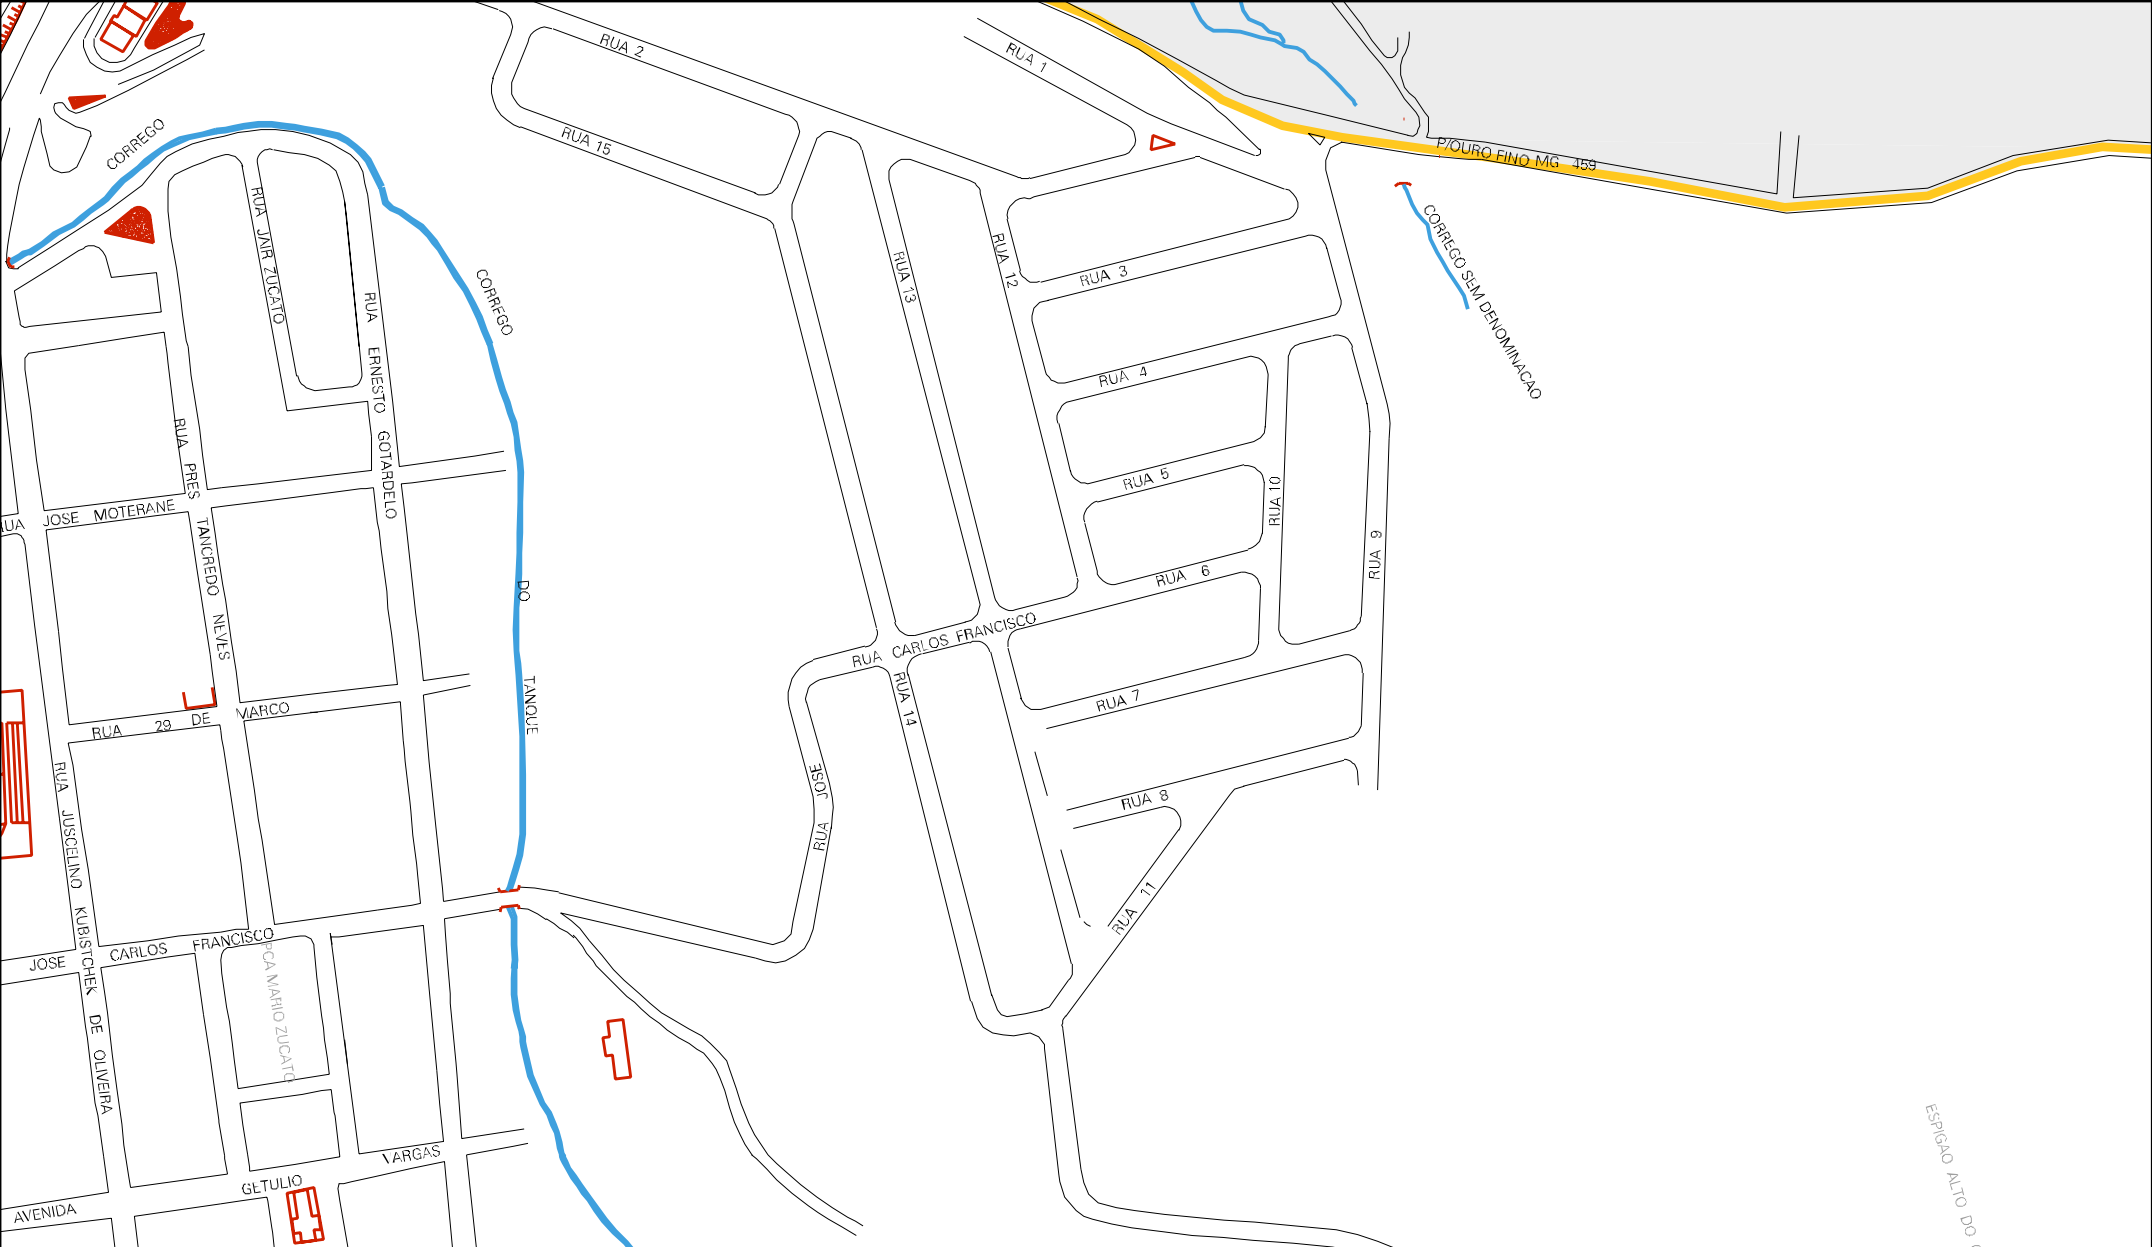 RUA 2
RUA 1
RUA 15
CORREGO
P/OURO FINO MG 459
RUA JAIR ZUCATO
RUA 12
RUA 13
RUA 3
CORREGO SEM DENOMINACAO
CORREGO DO TANQUE
RUA ERNESTO GOTARDELO
RUA 4
RUA PRES TANCREDO NEVES
RUA 5
RUA 10
RUA JOSE MOTERANE
RUA 9
RUA 6
RUA CARLOS FRANCISCO
RUA 14
RUA 7
RUA 29 DE MARCO
RUA JOSE
RUA JUSCELINO KUBISTCHEK DE OLIVEIRA
RUA 8
RUA 11
JOSE CARLOS FRANCISCO
PCA MARIO ZUCATO
ESPIGAO ALTO DO
AVENIDA GETULIO VARGAS